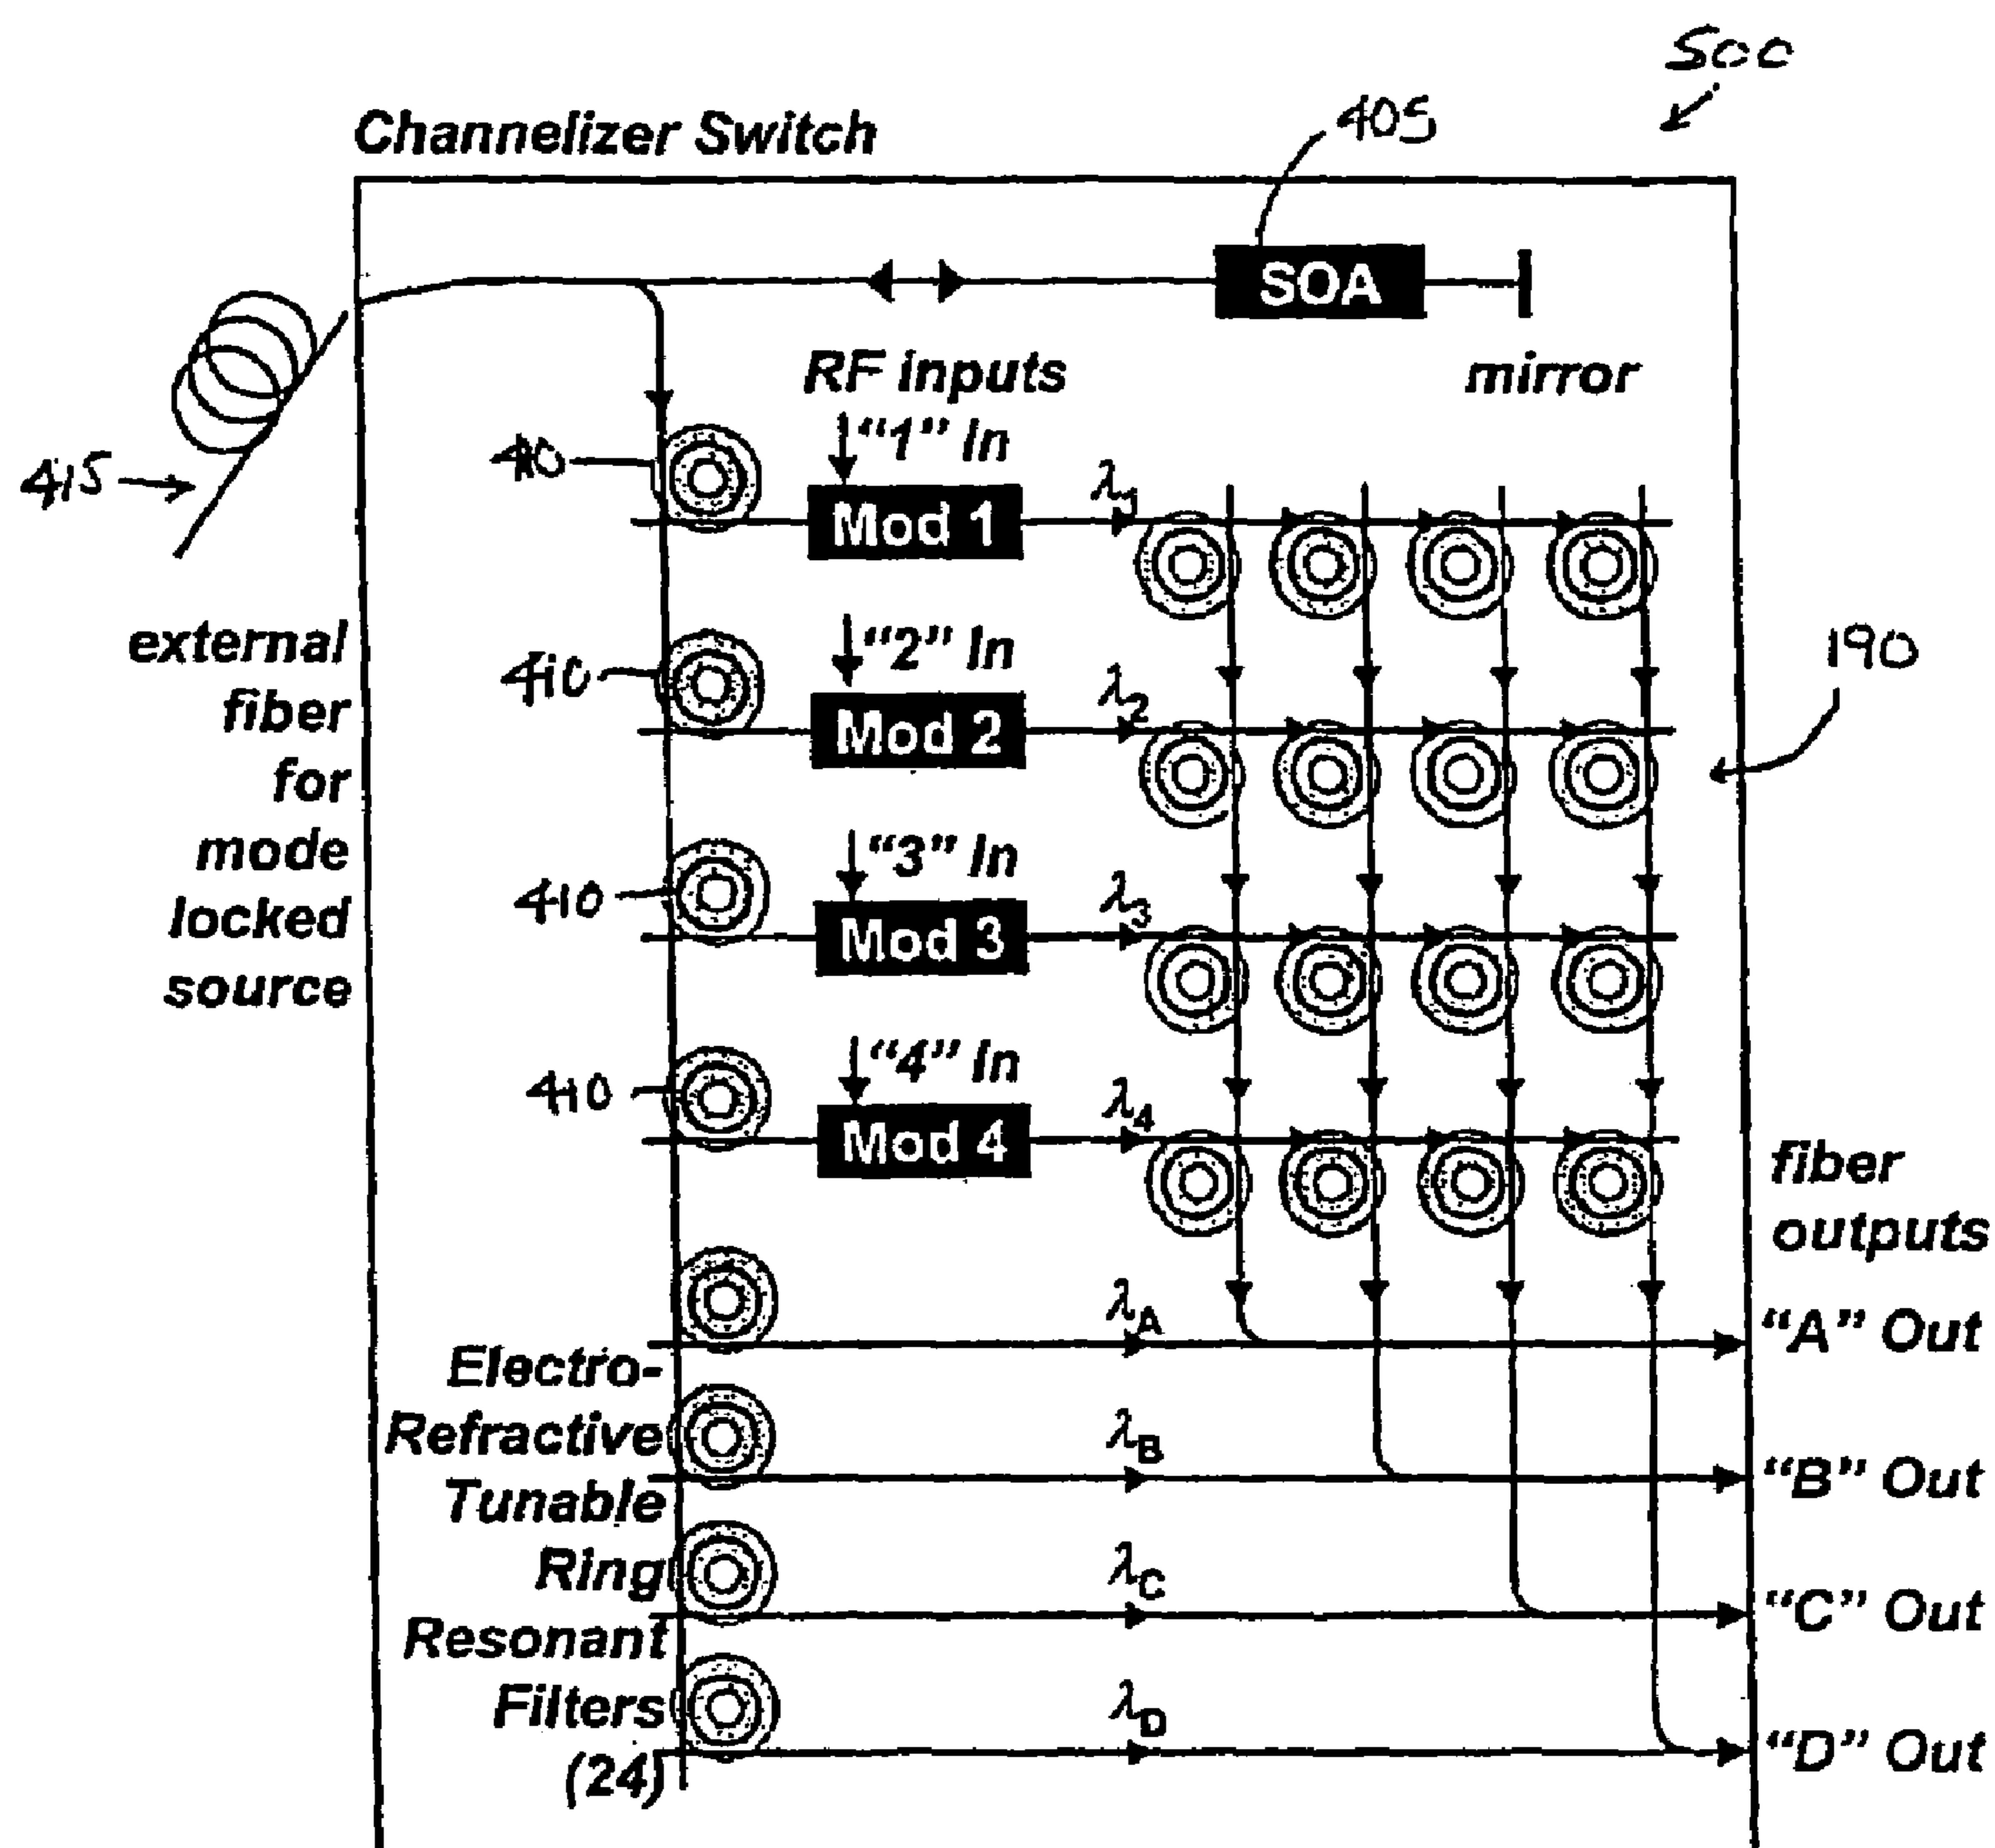 500
Channelizer Switch
405
SOA
RF inputs
mirror
"1" In
410
λ1
415
Mod 1
external
fiber
for
mode
locked
source
"2" In
410
λ2
190
Mod 2
"3" In
410
λ3
Mod 3
"4" In
410
λ4
Mod 4
fiber
outputs
λA
"A" Out
Electro-
Refractive
Tunable
Ring
Resonant
Filters
(24)
λB
"B" Out
λC
"C" Out
λD
"D" Out